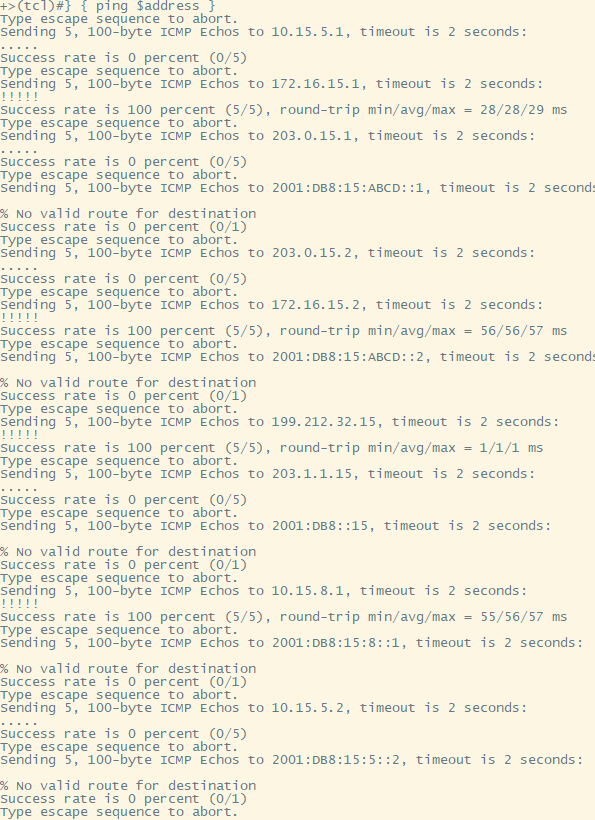 +>(tcl)#} { ping $address }
Type escape sequence to abort.
Sending 5, 100-byte ICMP Echos to 10.15.5.1, timeout is 2 seconds:
.....
Success rate is 0 percent (0/5)
Type escape sequence to abort.
Sending 5, 100-byte ICMP Echos to 172.16.15.1, timeout is 2 seconds:
!!!!!
Success rate is 100 percent (5/5), round-trip min/avg/max = 28/28/29 ms
Type escape sequence to abort.
Sending 5, 100-byte ICMP Echos to 203.0.15.1, timeout is 2 seconds:
.....
Success rate is 0 percent (0/5)
Type escape sequence to abort.
Sending 5, 100-byte ICMP Echos to 2001:DB8:15:ABCD::1, timeout is 2 seconds
% No valid route for destination
Success rate is 0 percent (0/1)
Type escape sequence to abort.
Sending 5, 100-byte ICMP Echos to 203.0.15.2, timeout is 2 seconds:
.....
Success rate is 0 percent (0/5)
Type escape sequence to abort.
Sending 5, 100-byte ICMP Echos to 172.16.15.2, timeout is 2 seconds:
!!!!!
Success rate is 100 percent (5/5), round-trip min/avg/max = 56/56/57 ms
Type escape sequence to abort.
Sending 5, 100-byte ICMP Echos to 2001:DB8:15:ABCD::2, timeout is 2 seconds
% No valid route for destination
Success rate is 0 percent (0/1)
Type escape sequence to abort.
Sending 5, 100-byte ICMP Echos to 199.212.32.15, timeout is 2 seconds:
!!!!!
Success rate is 100 percent (5/5), round-trip min/avg/max = 1/1/1 ms
Type escape sequence to abort.
Sending 5, 100-byte ICMP Echos to 203.1.1.15, timeout is 2 seconds:
.....
Success rate is 0 percent (0/5)
Type escape sequence to abort.
Sending 5, 100-byte ICMP Echos to 2001:DB8::15, timeout is 2 seconds:
% No valid route for destination
Success rate is 0 percent (0/1)
Type escape sequence to abort.
Sending 5, 100-byte ICMP Echos to 10.15.8.1, timeout is 2 seconds:
!!!!!
Success rate is 100 percent (5/5), round-trip min/avg/max = 55/56/57 ms
Type escape sequence to abort.
Sending 5, 100-byte ICMP Echos to 2001:DB8:15:8::1, timeout is 2 seconds:
% No valid route for destination
Success rate is 0 percent (0/1)
Type escape sequence to abort.
Sending 5, 100-byte ICMP Echos to 10.15.5.2, timeout is 2 seconds:
.....
Success rate is 0 percent (0/5)
Type escape sequence to abort.
Sending 5, 100-byte ICMP Echos to 2001:DB8:15:5::2, timeout is 2 seconds:
% No valid route for destination
Success rate is 0 percent (0/1)
Type escape sequence to abort.